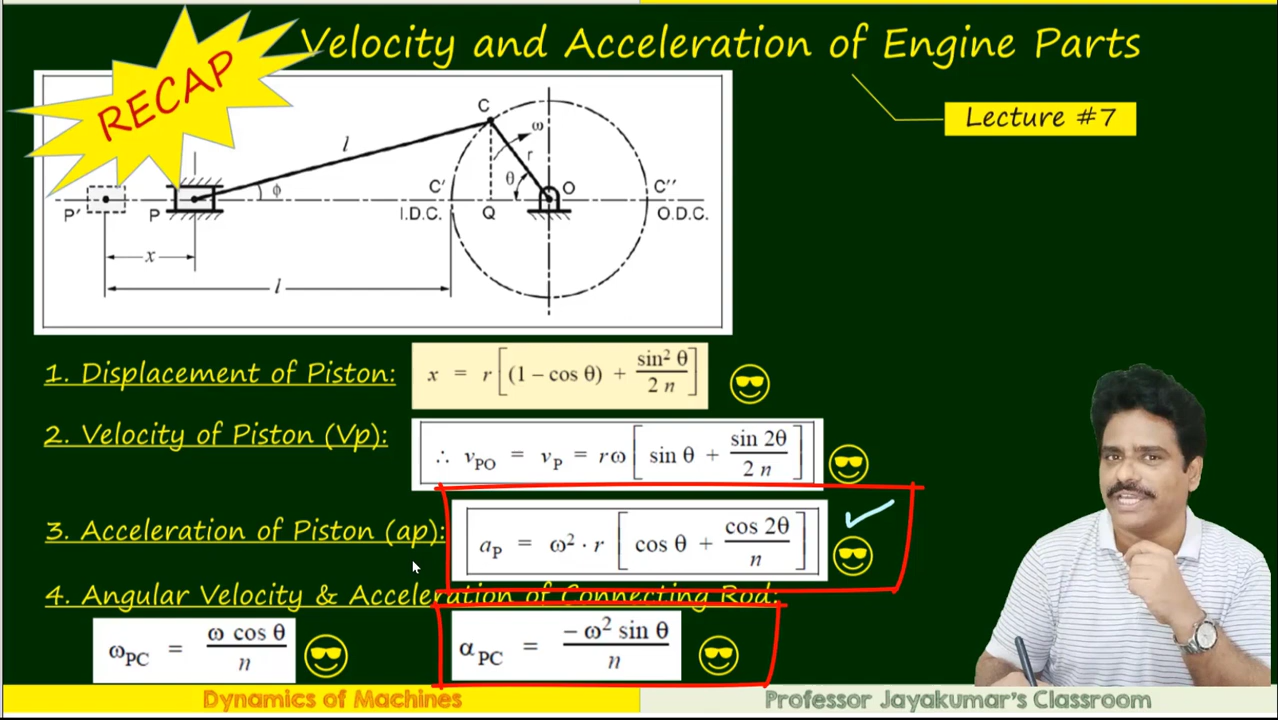 RECAP
Velocity and Acceleration of Engine Parts
Lecture #7
C
ω
l
r
θ
ϕ
C'
O
C''
P'
P
I.D.C.
Q
O.D.C.
x
l
1. Displacement of Piston: x = r [(1 – cos θ) + sin² θ / 2 n]
2. Velocity of Piston (Vp): ∴ vPO = vP = rω [sin θ + sin 2θ / 2 n]
3. Acceleration of Piston (ap): aP = ω² · r [cos θ + cos 2θ / n]
4. Angular Velocity & Acceleration of Connecting Rod:
ωPC = ω cos θ / n αPC = – ω² sin θ / n
Dynamics of Machines
Professor Jayakumar's Classroom